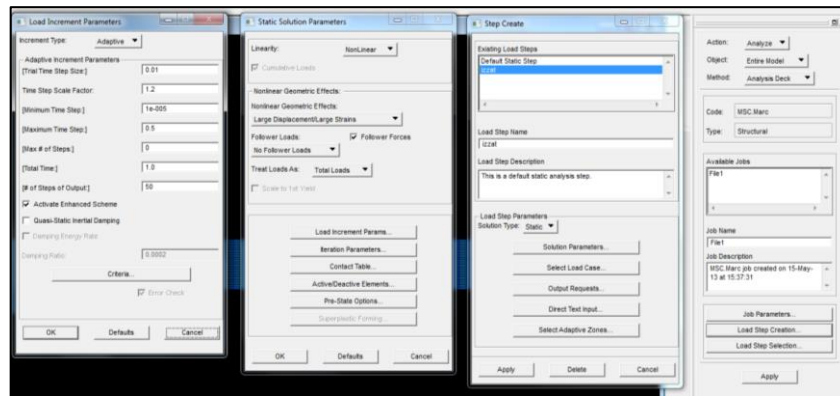 Load Increment Parameters
Increment Type: Adaptive
Adaptive Increment Parameters
[Trial Time Step Size:] 0.01
Time Step Scale Factor: 1.2
[Minimum Time Step:] 1e-005
[Maximum Time Step:] 0.5
[Max # of Steps:] 0
[Total Time:] 1.0
[# of Steps of Output:] 50
Activate Enhanced Scheme
Quasi-Static Inertial Damping
Damping Energy Rate
Damping Ratio: 0.0002
Criteria...
Error Check
OK Defaults Cancel
Static Solution Parameters
Linearity: NonLinear
Cumulative Loads
Nonlinear Geometric Effects:
Nonlinear Geometric Effects:
Large Displacement/Large Strains
Follower Loads: Follower Forces
No Follower Loads
Treat Loads As: Total Loads
Scale to 1st Yield
Load Increment Params...
Iteration Parameters...
Contact Table...
Active/Deactive Elements...
Pre-State Options...
Superplastic Forming...
OK Defaults Cancel
Step Create
Existing Load Steps
Default Static Step
izzat
Load Step Name
izzat
Load Step Description
This is a default static analysis step.
Load Step Parameters
Solution Type: Static
Solution Parameters...
Select Load Case...
Output Requests...
Direct Text Input...
Select Adaptive Zones...
Apply Delete Cancel
Action: Analyze
Object: Entire Model
Method: Analysis Deck
Code: MSC.Marc
Type: Structural
Available Jobs
File1
Job Name
File1
Job Description
MSC.Marc job created on 15-May-
13 at 15:37:31
Job Parameters...
Load Step Creation...
Load Step Selection...
Apply